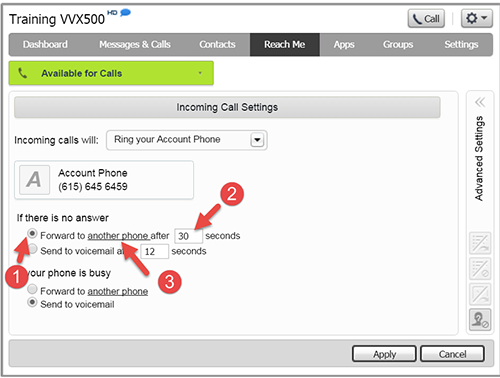 Training VVX500 HD
Call
Dashboard Messages & Calls Contacts Reach Me Apps Groups Settings
Available for Calls
Incoming Call Settings
Incoming calls will: Ring your Account Phone
A
Account Phone
(615) 645 6459
2
If there is no answer
Forward to another phone after 30 seconds
Send to voicemail a 12 seconds
1
3
your phone is busy
Forward to another phone
Send to voicemail
Advanced Settings
Apply Cancel